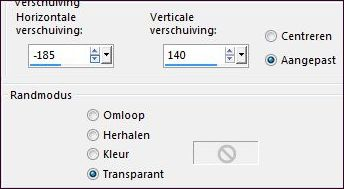 verschuiving
Horizontale verschuiving:
Verticale verschuiving:
-185
140
Centreren
Aangepast
Randmodus
Omloop
Herhalen
Kleur
Transparant